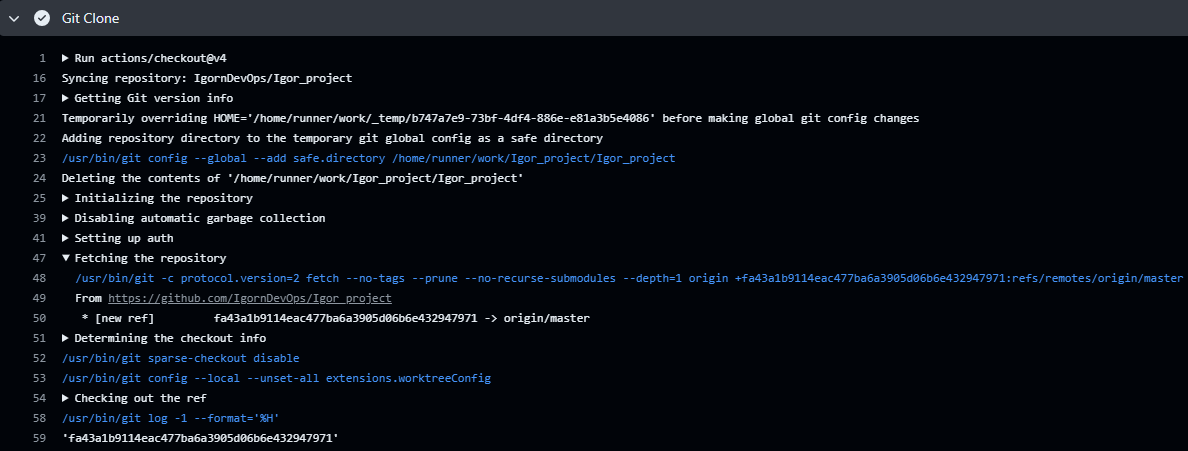 Git Clone
1 ▶ Run actions/checkout@v4
16 Syncing repository: IgornDevOps/Igor_project
17 ▶ Getting Git version info
21 Temporarily overriding HOME='/home/runner/work/_temp/b747a7e9-73bf-4df4-886e-e81a3b5e4086' before making global git config changes
22 Adding repository directory to the temporary git global config as a safe directory
23 /usr/bin/git config --global --add safe.directory /home/runner/work/Igor_project/Igor_project
24 Deleting the contents of '/home/runner/work/Igor_project/Igor_project'
25 ▶ Initializing the repository
39 ▶ Disabling automatic garbage collection
41 ▶ Setting up auth
47 ▼ Fetching the repository
48 /usr/bin/git -c protocol.version=2 fetch --no-tags --prune --no-recurse-submodules --depth=1 origin +fa43a1b9114eac477ba6a3905d06b6e432947971:refs/remotes/origin/master
49 From https://github.com/IgornDevOps/Igor_project
50 * [new ref] fa43a1b9114eac477ba6a3905d06b6e432947971 -> origin/master
51 ▶ Determining the checkout info
52 /usr/bin/git sparse-checkout disable
53 /usr/bin/git config --local --unset-all extensions.worktreeConfig
54 ▶ Checking out the ref
58 /usr/bin/git log -1 --format='%H'
59 'fa43a1b9114eac477ba6a3905d06b6e432947971'